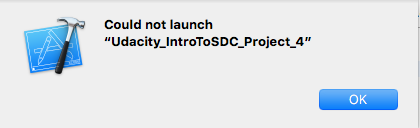 Could not launch
“Udacity_IntroToSDC_Project_4”
OK